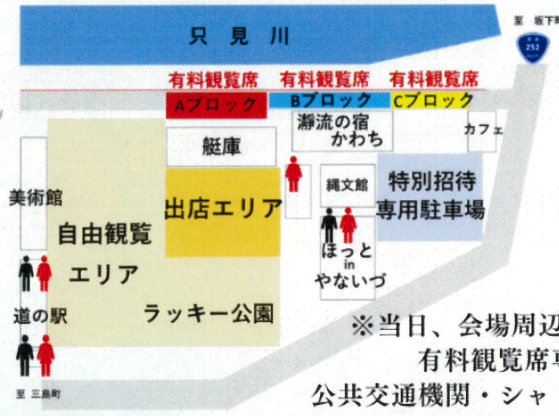 只見川
至 坂下町
252
有料観覧席
有料観覧席
有料観覧席
Aブロック
Bブロック
Cブロック
艇庫
瀞流の宿
かわち
カフェ
美術館
出店エリア
縄文館
特別招待
専用駐車場
自由観覧
エリア
ほっと
in
やないづ
道の駅
ラッキー公園
至 三島町
※当日、会場周辺
有料観覧席専
公共交通機関・シャ